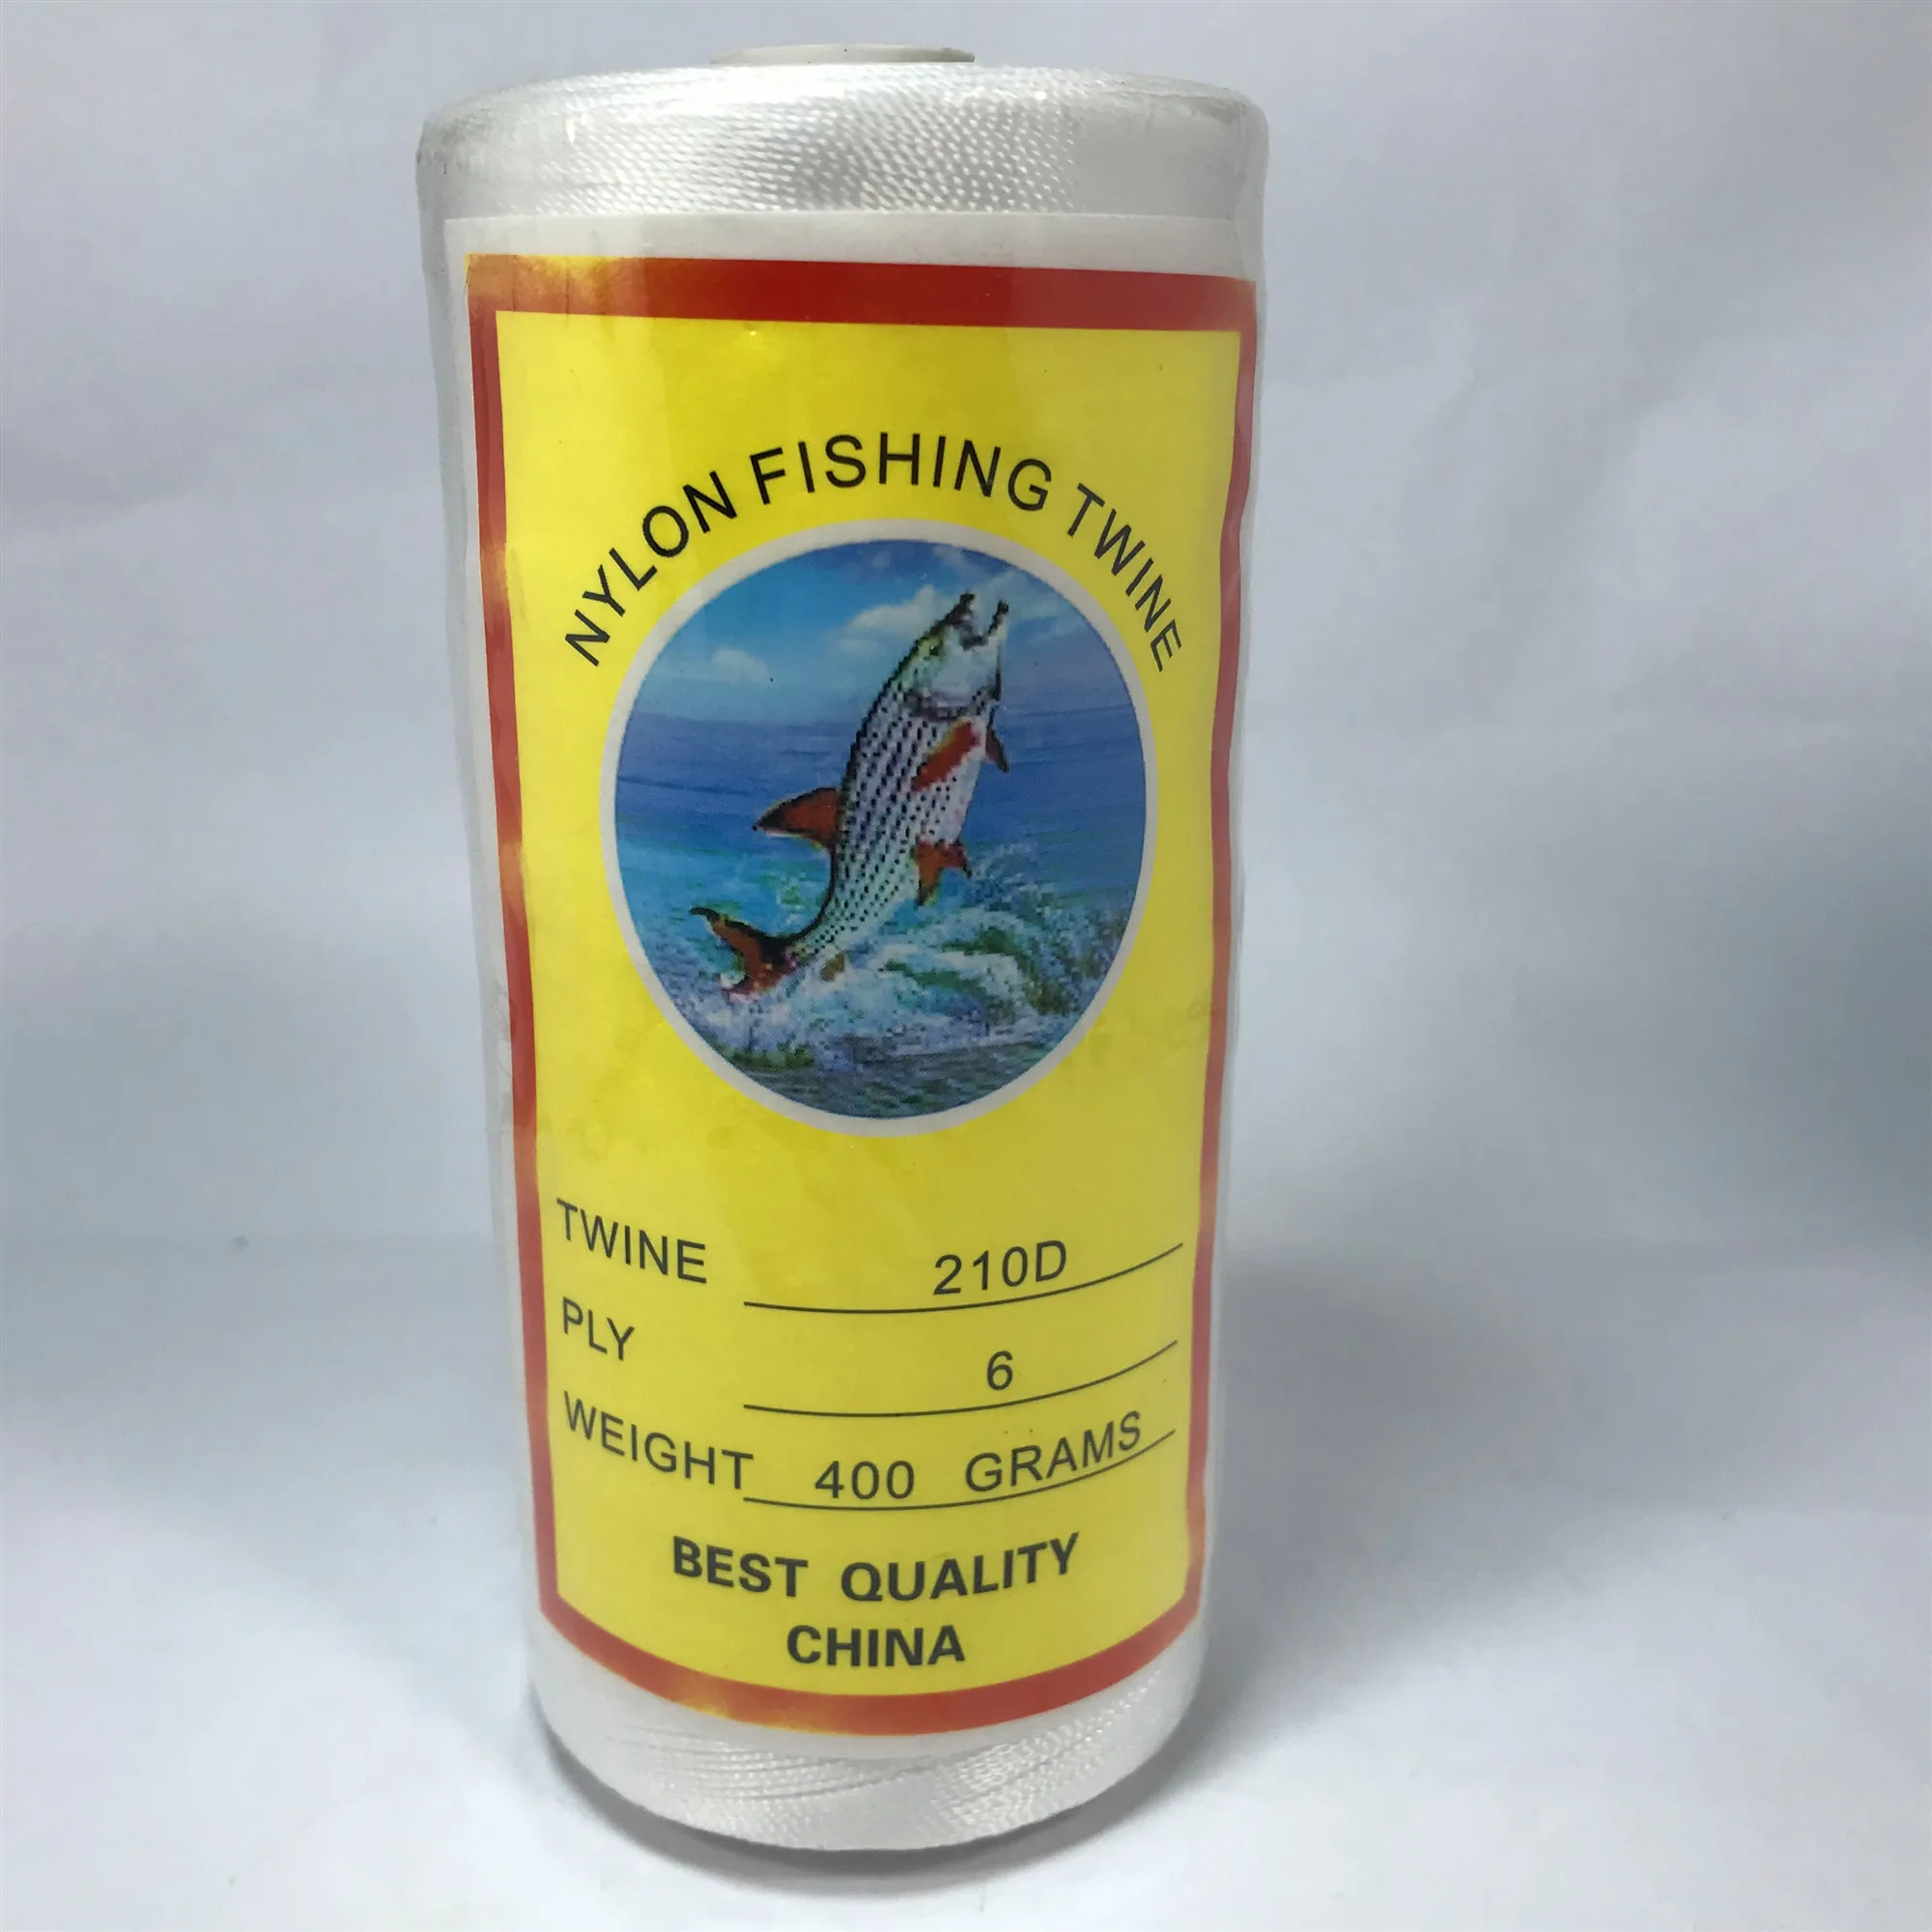 NYLON FISHING TWINE
TWINE 210D
PLY 6
WEIGHT 400 GRAMS
BEST QUALITY
CHINA